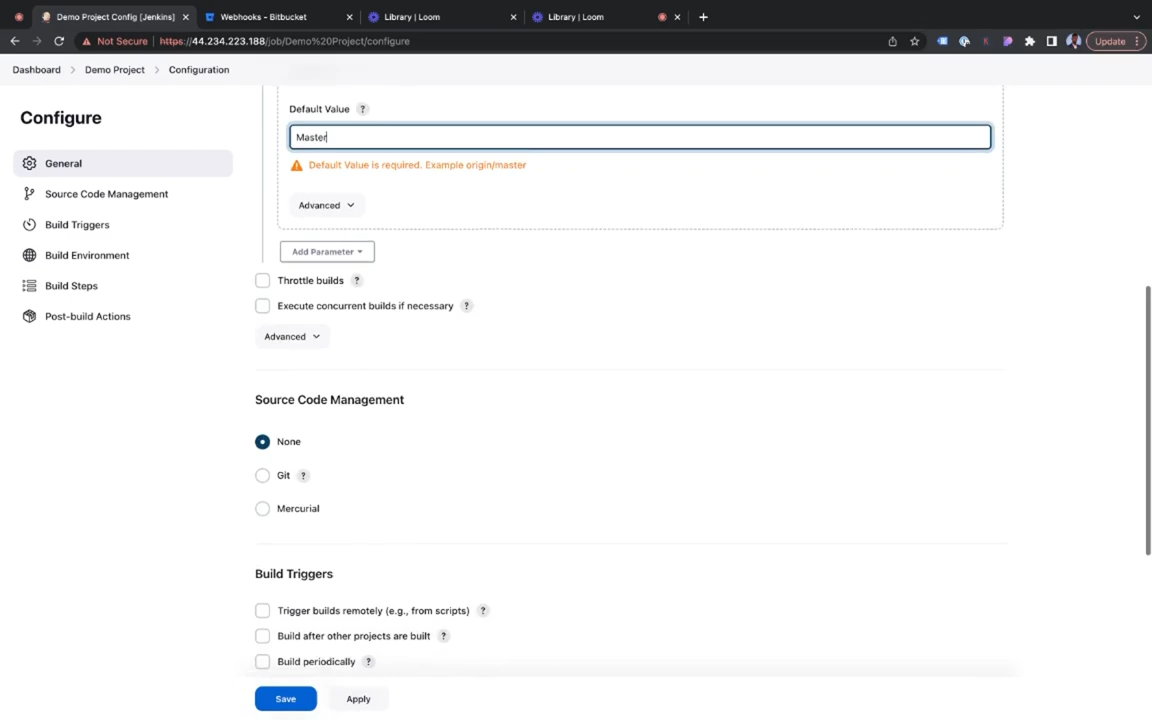 Demo Project Config [Jenkins]
Webhooks - Bitbucket
Library | Loom
Library | Loom
Not Secure
https://44.234.223.188/job/Demo%20Project/configure
Update
Dashboard
Demo Project
Configuration
Configure
General
Source Code Management
Build Triggers
Build Environment
Build Steps
Post-build Actions
Default Value ?
Master
Default Value is required. Example origin/master
Advanced
Add Parameter
Throttle builds ?
Execute concurrent builds if necessary ?
Advanced
Source Code Management
None
Git ?
Mercurial
Build Triggers
Trigger builds remotely (e.g., from scripts) ?
Build after other projects are built ?
Build periodically ?
Save
Apply